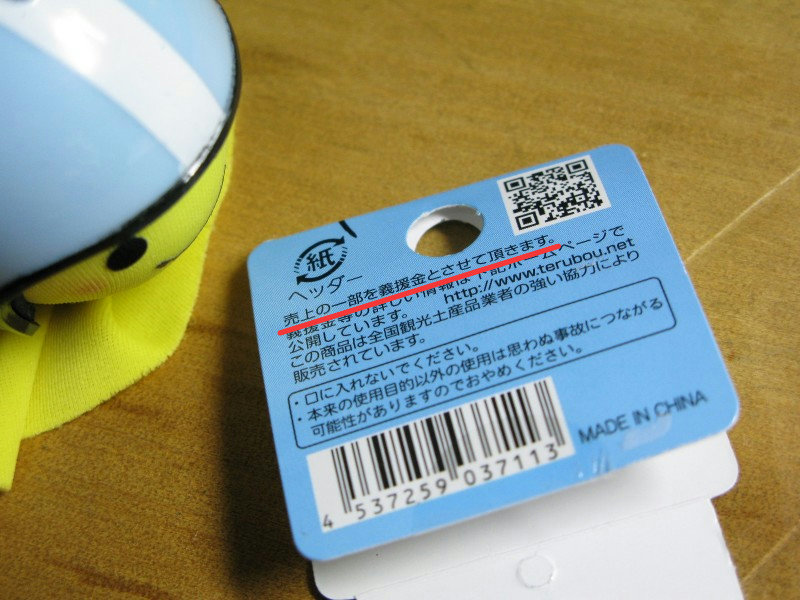 紙
ヘッダー
売上の一部を義援金とさせて頂きます。
義援金等の詳しい情報は下記ホームページで
公開しています。 http://www.terubou.net
この商品は全国観光土産品業者の強い協力により
販売されています。
・口に入れないでください。
・本来の使用目的以外の使用は思わぬ事故につながる
可能性がありますのでおやめください。
MADE IN CHINA
4 537259 037113